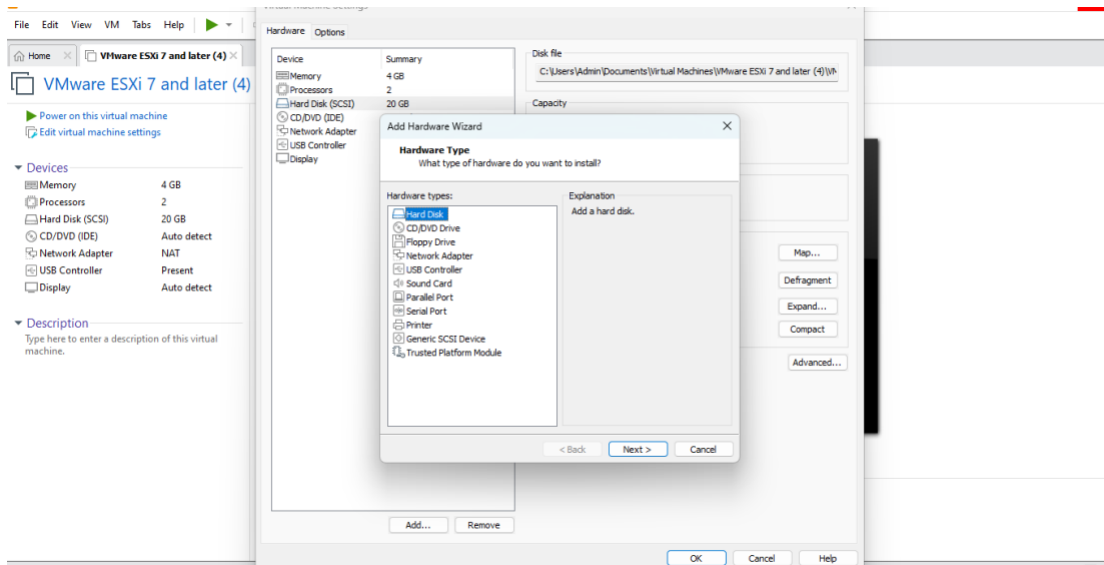 Virtual Machine Settings
File Edit View VM Tabs Help
Home
VMware ESXi 7 and later (4)
VMware ESXi 7 and later (4)
Power on this virtual machine
Edit virtual machine settings
Devices
Memory 4 GB
Processors 2
Hard Disk (SCSI) 20 GB
CD/DVD (IDE) Auto detect
Network Adapter NAT
USB Controller Present
Display Auto detect
Description
Type here to enter a description of this virtual
machine.
Hardware Options
Device Summary
Memory 4 GB
Processors 2
Hard Disk (SCSI) 20 GB
CD/DVD (IDE)
Network Adapter
USB Controller
Display
Add... Remove
Disk file
C:\Users\Admin\Documents\Virtual Machines\VMware ESXi 7 and later (4)\VM
Capacity
Map...
Defragment
Expand...
Compact
Advanced...
OK Cancel Help
Add Hardware Wizard
Hardware Type
What type of hardware do you want to install?
Hardware types:
Hard Disk
CD/DVD Drive
Floppy Drive
Network Adapter
USB Controller
Sound Card
Parallel Port
Serial Port
Printer
Generic SCSI Device
Trusted Platform Module
Explanation
Add a hard disk.
< Back Next > Cancel